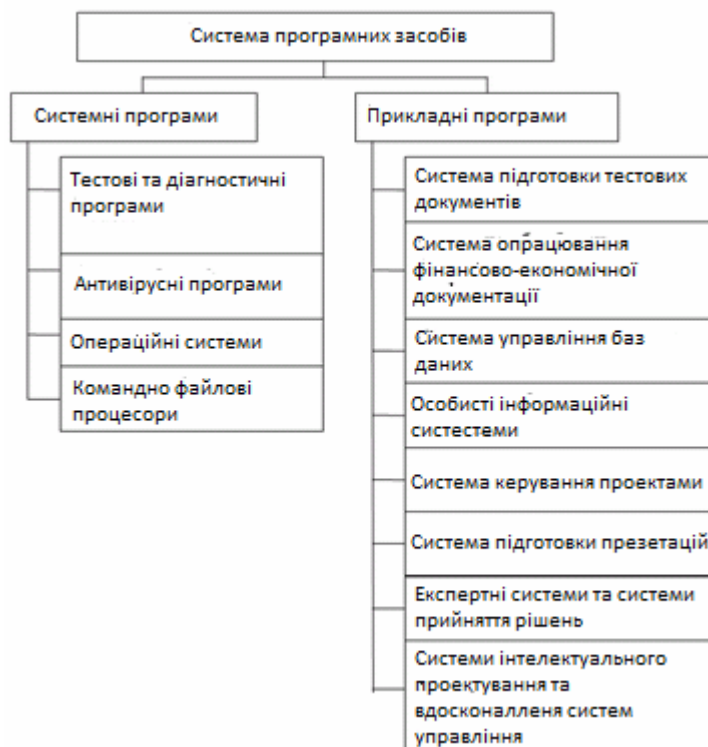 Система програмних засобів
Системні програми
Прикладні програми
Тестові та діагностичні
програми
Антивірусні програми
Операційні системи
Командно файлові
процесори
Система підготовки тестових
документів
Система опрацювання
фінансово-економічної
документації
Система управління баз
даних
Особисті інформаційні
систестеми
Система керування проектами
Система підготовки презетацій
Експертні системи та системи
прийняття рішень
Системи інтелектуального
проектування та
вдосконалленя систем
управління